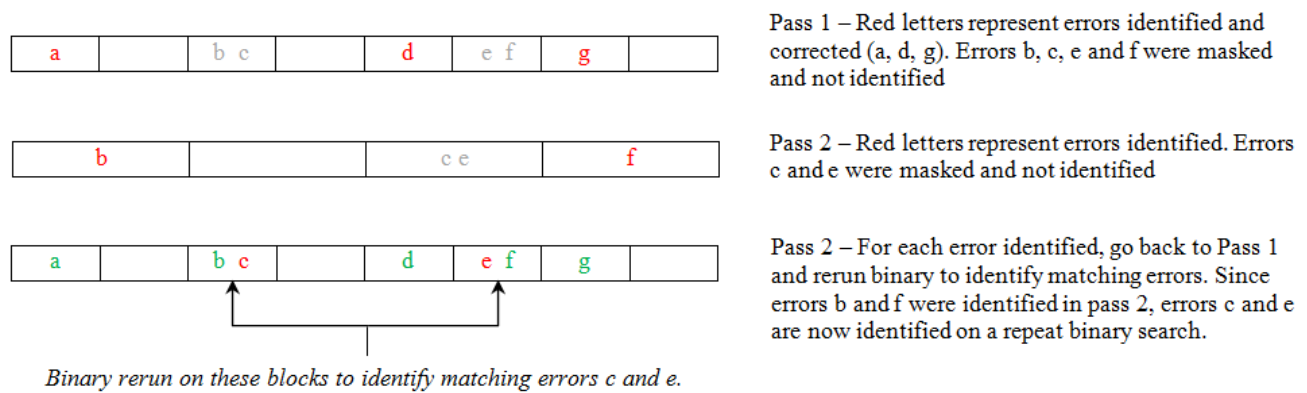 Pass 1 – Red letters represent errors identified and
corrected (a, d, g). Errors b, c, e and f were masked
and not identified
a b c d e f g
Pass 2 – Red letters represent errors identified. Errors
c and e were masked and not identified
b c e f
Pass 2 – For each error identified, go back to Pass 1
and rerun binary to identify matching errors. Since
errors b and f were identified in pass 2, errors c and e
are now identified on a repeat binary search.
a b c d e f g
Binary rerun on these blocks to identify matching errors c and e.